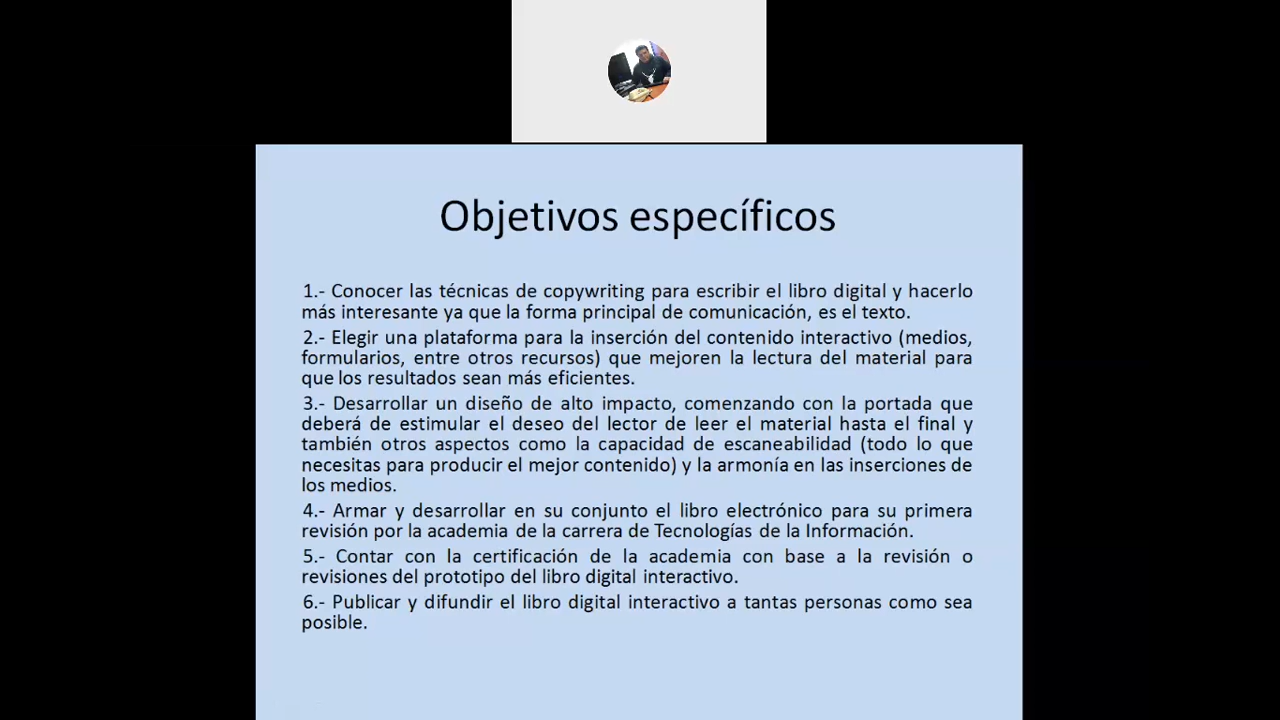 Objetivos específicos
1.- Conocer las técnicas de copywriting para escribir el libro digital y hacerlo
más interesante ya que la forma principal de comunicación, es el texto.
2.- Elegir una plataforma para la inserción del contenido interactivo (medios,
formularios, entre otros recursos) que mejoren la lectura del material para
que los resultados sean más eficientes.
3.- Desarrollar un diseño de alto impacto, comenzando con la portada que
deberá de estimular el deseo del lector de leer el material hasta el final y
también otros aspectos como la capacidad de escaneabilidad (todo lo que
necesitas para producir el mejor contenido) y la armonía en las inserciones de
los medios.
4.- Armar y desarrollar en su conjunto el libro electrónico para su primera
revisión por la academia de la carrera de Tecnologías de la Información.
5.- Contar con la certificación de la academia con base a la revisión o
revisiones del prototipo del libro digital interactivo.
6.- Publicar y difundir el libro digital interactivo a tantas personas como sea
posible.